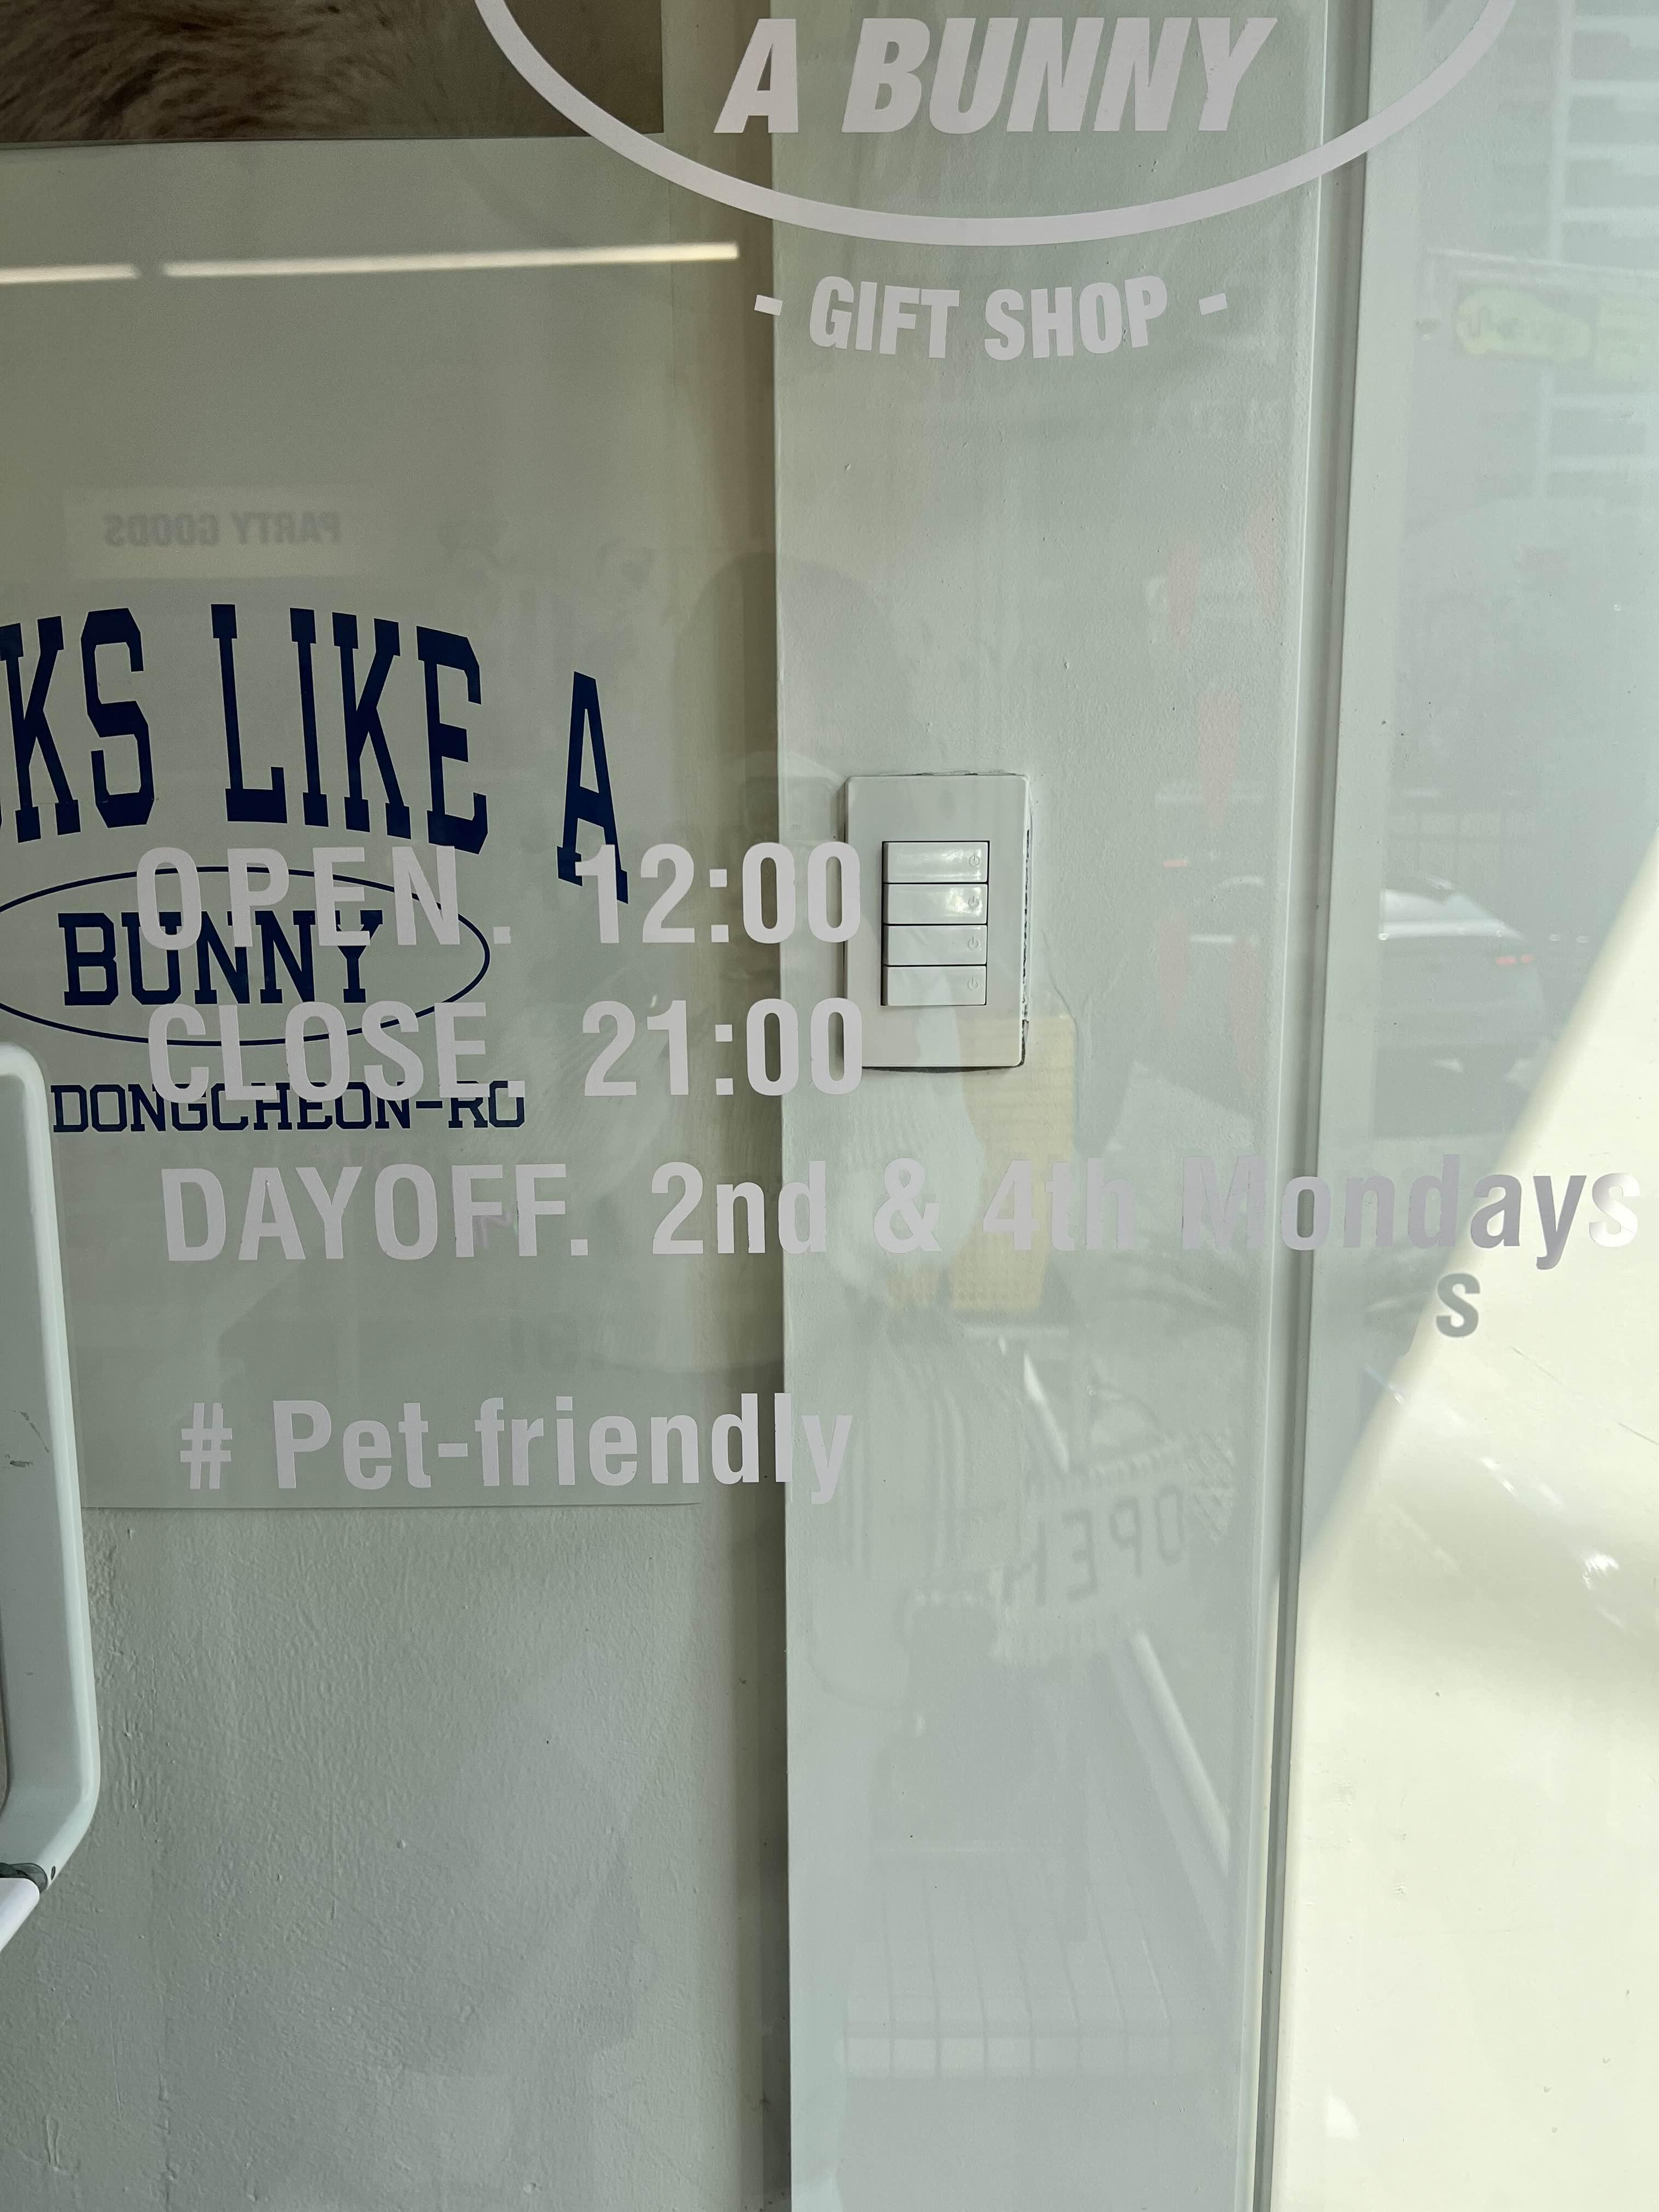 A BUNNY
- GIFT SHOP -
PARTY GOODS
KS LIKE A
BUNNY
DONGCHEON-RO
OPEN. 12:00
CLOSE. 21:00
DAYOFF. 2nd & 4th Mondays
s
# Pet-friendly
OPEN